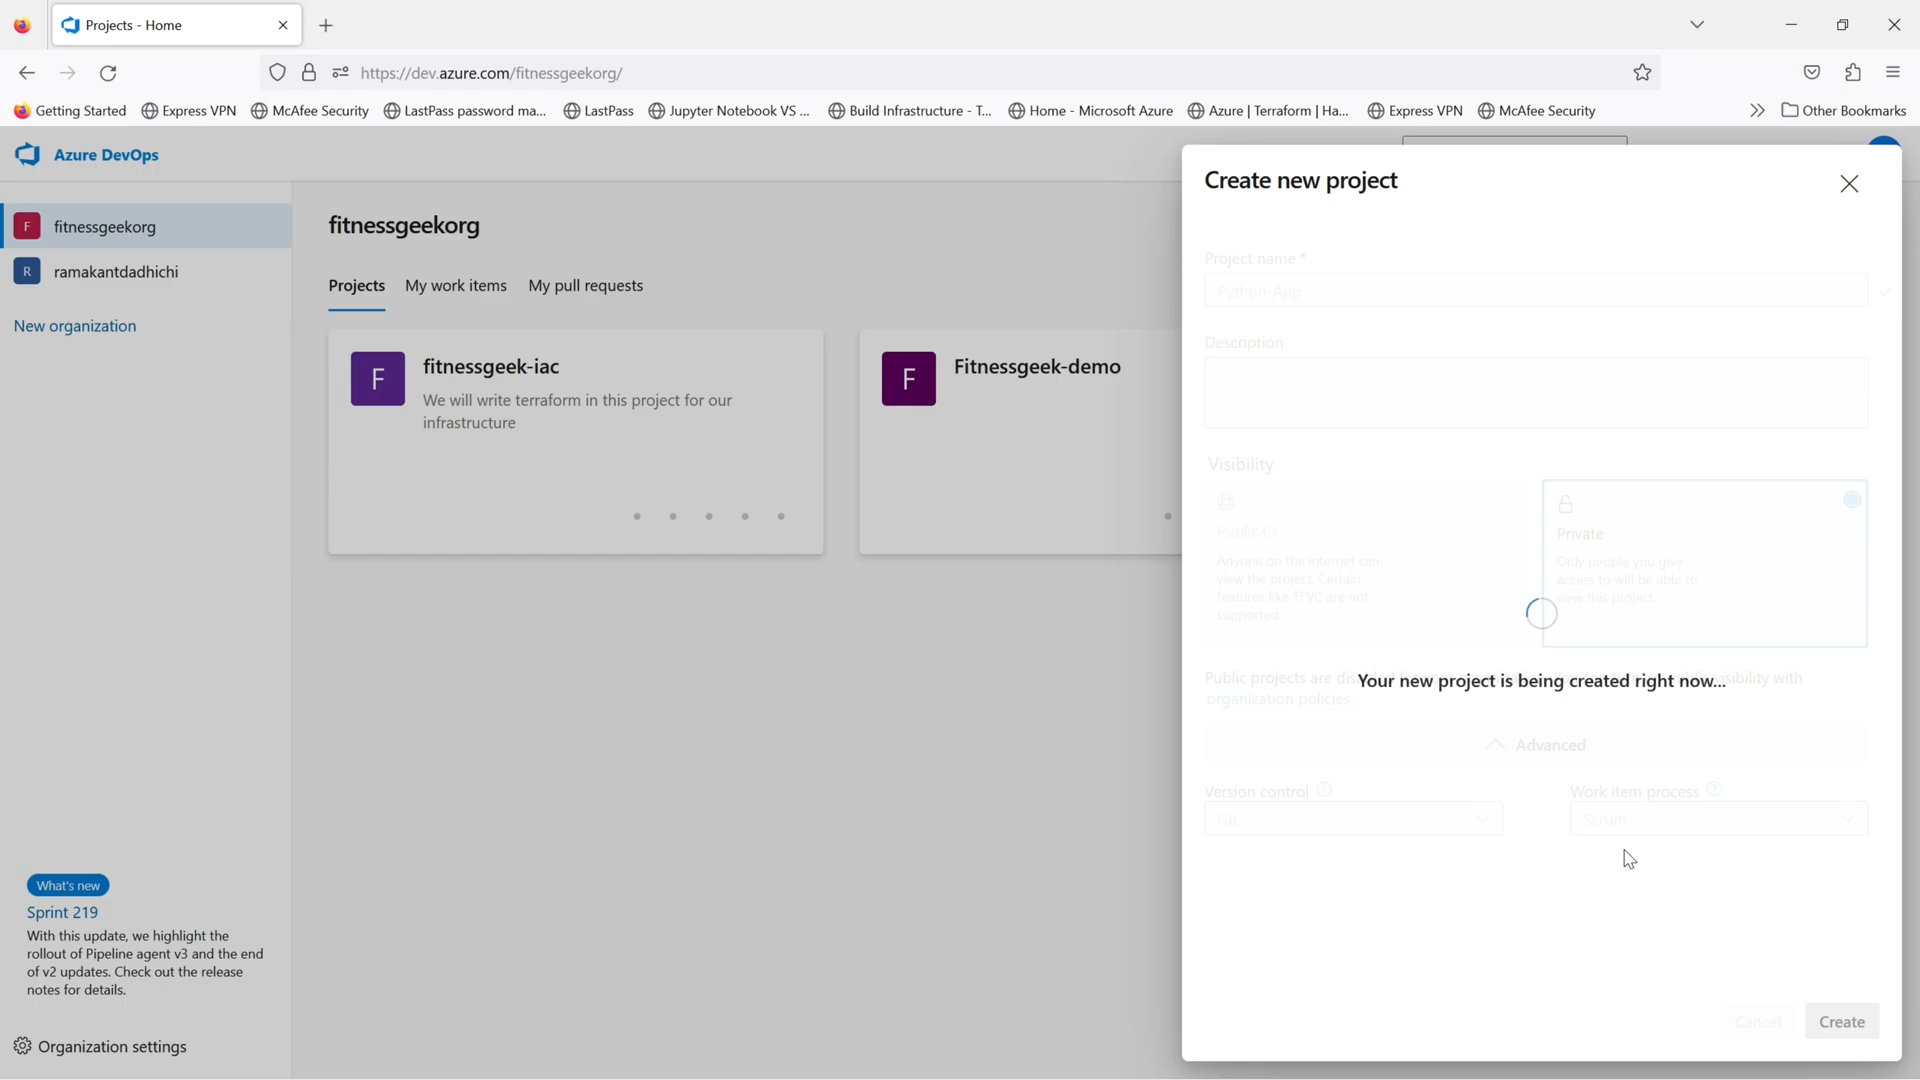 Projects - Home
https://dev.azure.com/fitnessgeekorg/
Getting Started
Express VPN
McAfee Security
LastPass password ma...
LastPass
Jupyter Notebook VS ...
Build Infrastructure - T...
Home - Microsoft Azure
Azure | Terraform | Ha...
Express VPN
McAfee Security
Other Bookmarks
Azure DevOps
F fitnessgeekorg
R ramakantdadhichi
New organization
What's new
Sprint 219
With this update, we highlight the
rollout of Pipeline agent v3 and the end
of v2 updates. Check out the release
notes for details.
Organization settings
fitnessgeekorg
Projects
My work items
My pull requests
F
fitnessgeek-iac
We will write terraform in this project for our
infrastructure
F
Fitnessgeek-demo
Create new project
Project name *
Python-App
Description
Visibility
Public
Anyone on the internet can
view the project. Certain
features like TFVC are not
supported.
Private
Only people you give
access to will be able to
view this project.
Public projects are
Your new project is being created right now...
with
organization policies.
Advanced
Version control
Git
Work item process
Scrum
Cancel
Create